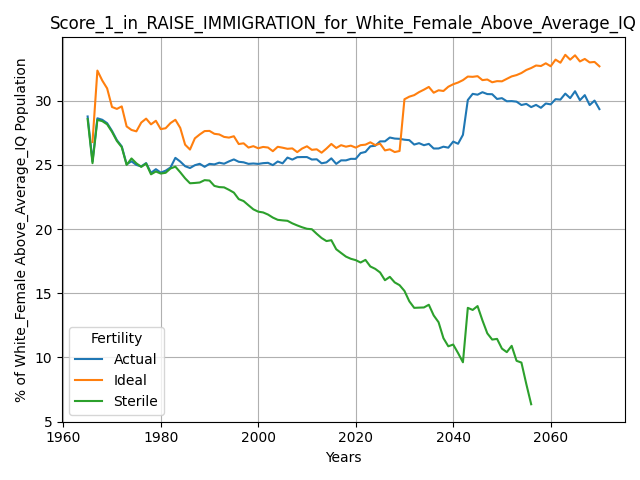 Score_1_in_RAISE_IMMIGRATION_for_White_Female_Above_Average_IQ
% of White_Female Above_Average_IQ Population
30
25
20
15
10
5
Fertility
Actual
Ideal
Sterile
1960
1980
2000
2020
2040
2060
Years